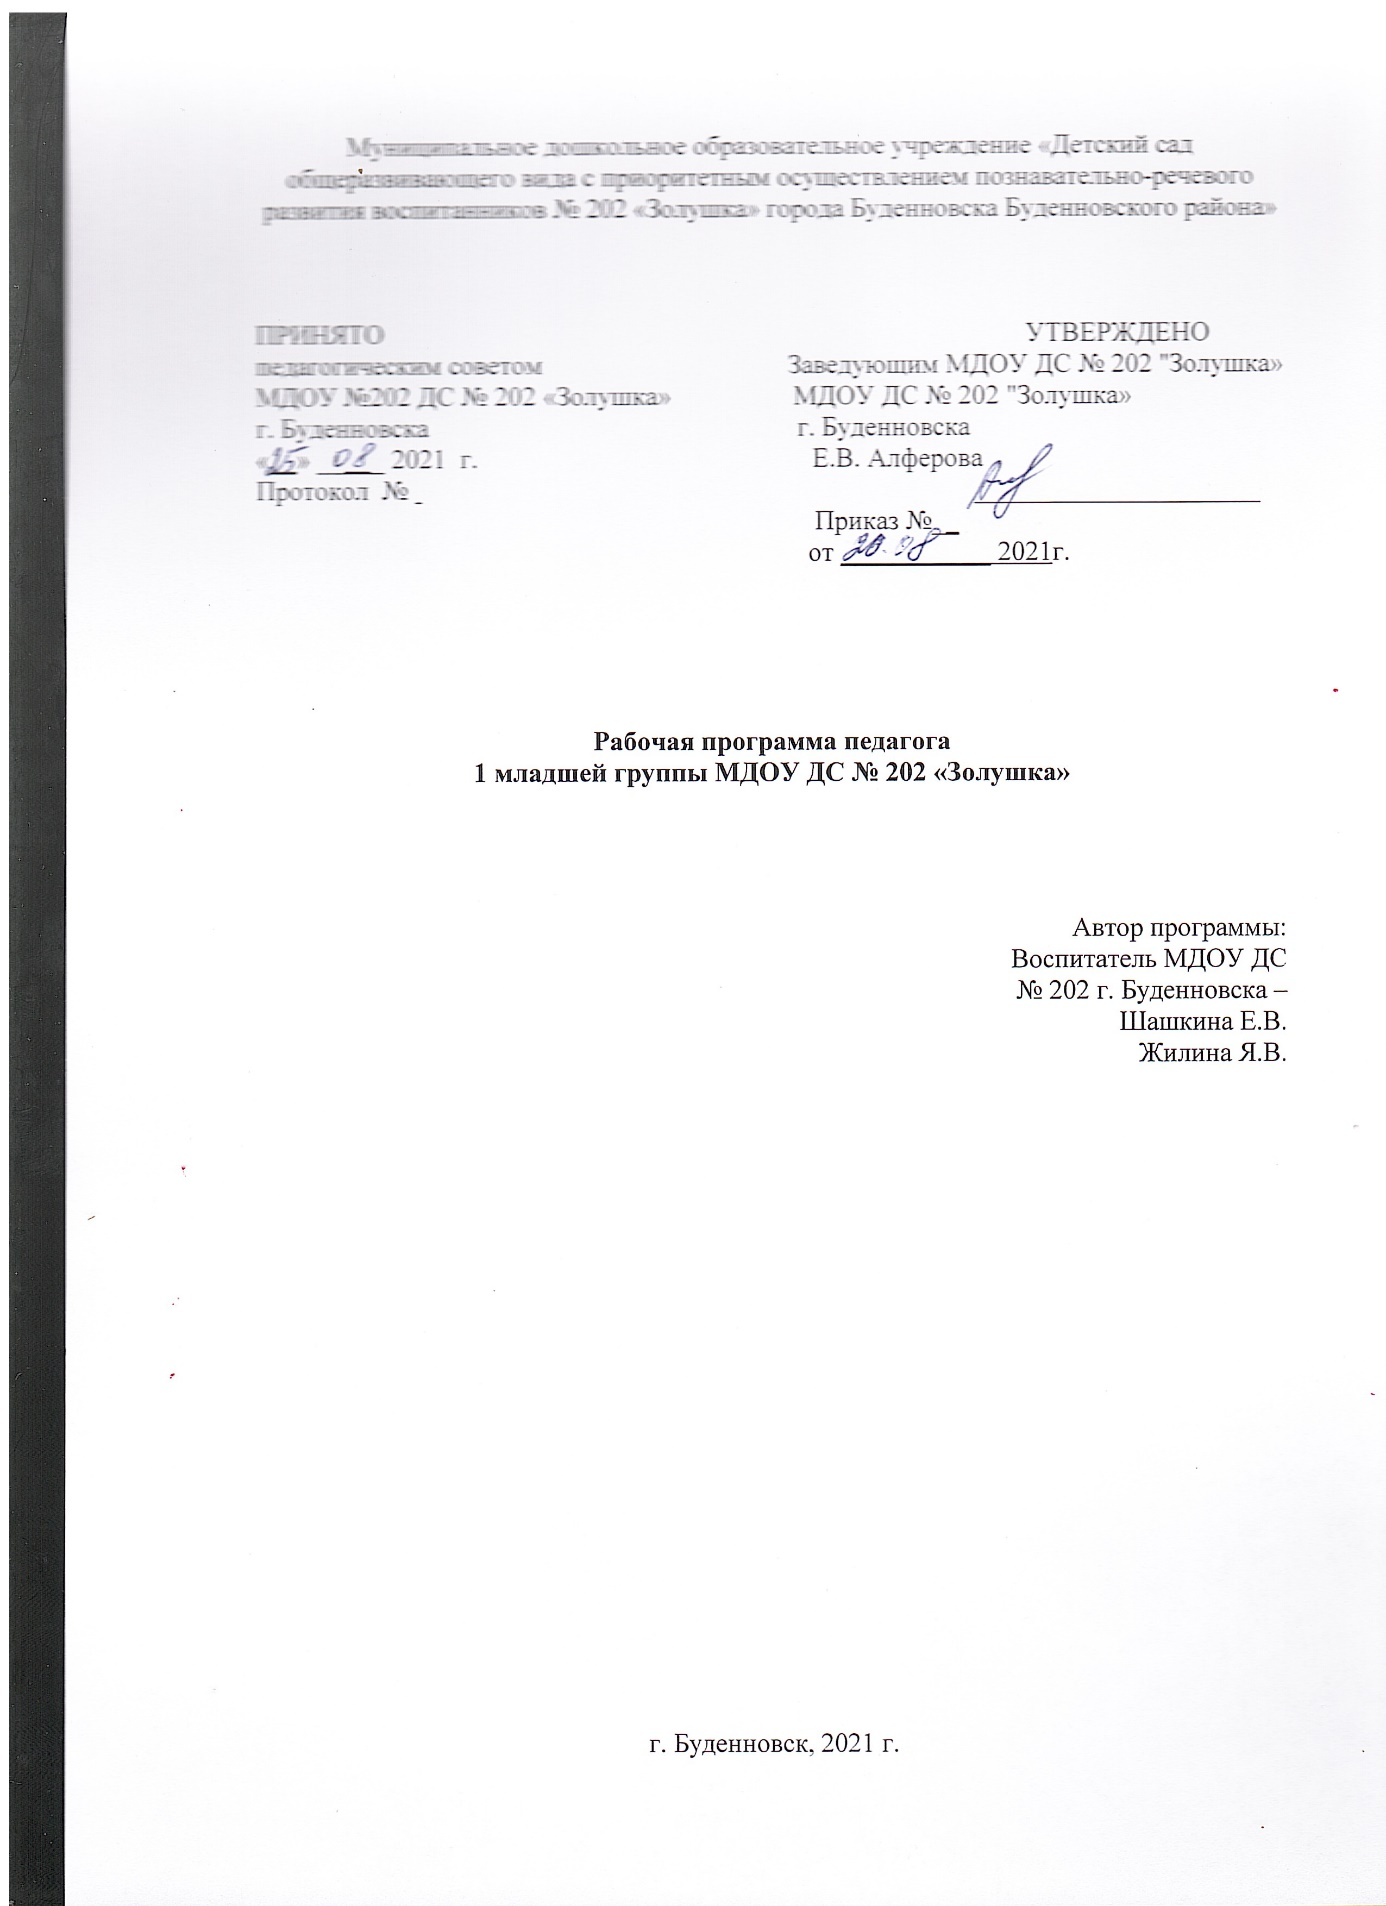 Муниципальное дошкольное образовательное учреждение «Детский сад
общеразвивающего вида с приоритетным осуществлением познавательно-речевого
развития воспитанников № 202 «Золушка» города Буденновска Буденновского района»
ПРИНЯТО
педагогическим советом
МДОУ №202 ДС № 202 «Золушка»
г. Буденновска
«25» 08 2021 г.
Протокол № _
УТВЕРЖДЕНО
Заведующим МДОУ ДС № 202 "Золушка»
МДОУ ДС № 202 "Золушка»
г. Буденновска
Е.В. Алферова
Приказ № _
от 20.08 2021г.
Рабочая программа педагога
1 младшей группы МДОУ ДС № 202 «Золушка»
Автор программы:
Воспитатель МДОУ ДС
№ 202 г. Буденновска –
Шашкина Е.В.
Жилина Я.В.
г. Буденновск, 2021 г.